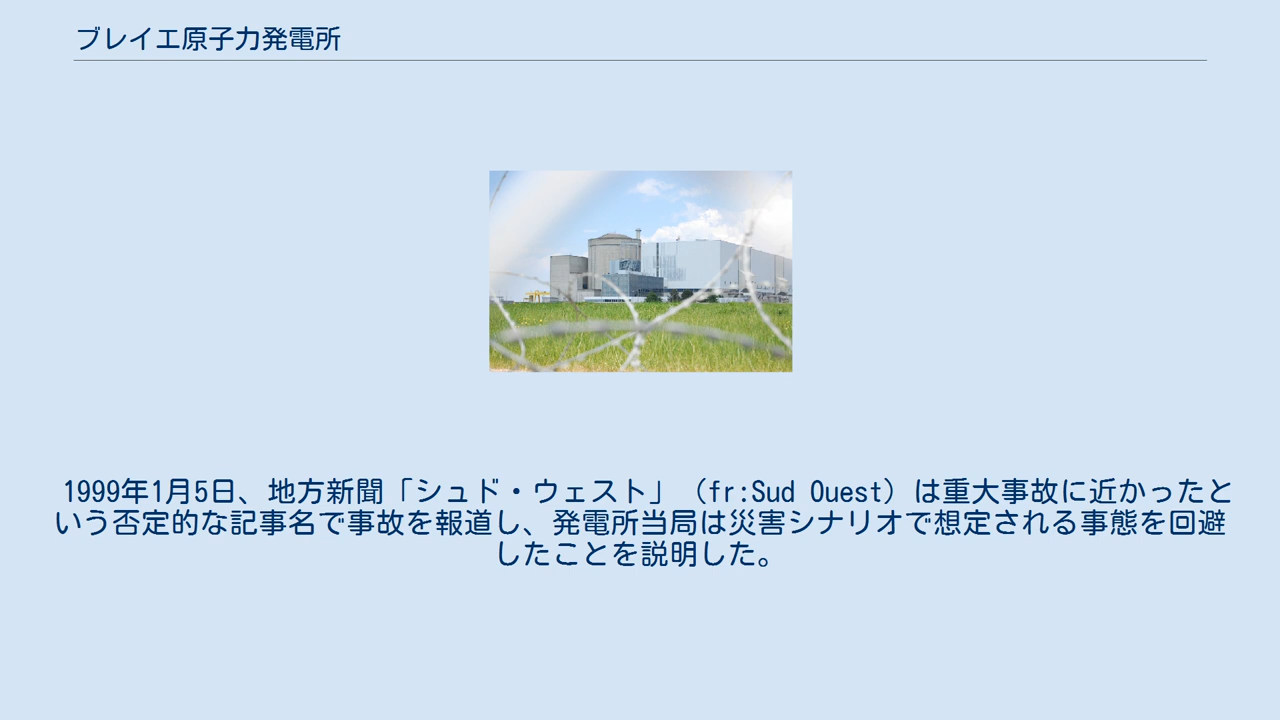 ブレイエ原子力発電所
1999年1月5日、地方新聞「シュド・ウェスト」（fr:Sud Ouest）は重大事故に近かったと
いう否定的な記事名で事故を報道し、発電所当局は災害シナリオで想定される事態を回避
したことを説明した。